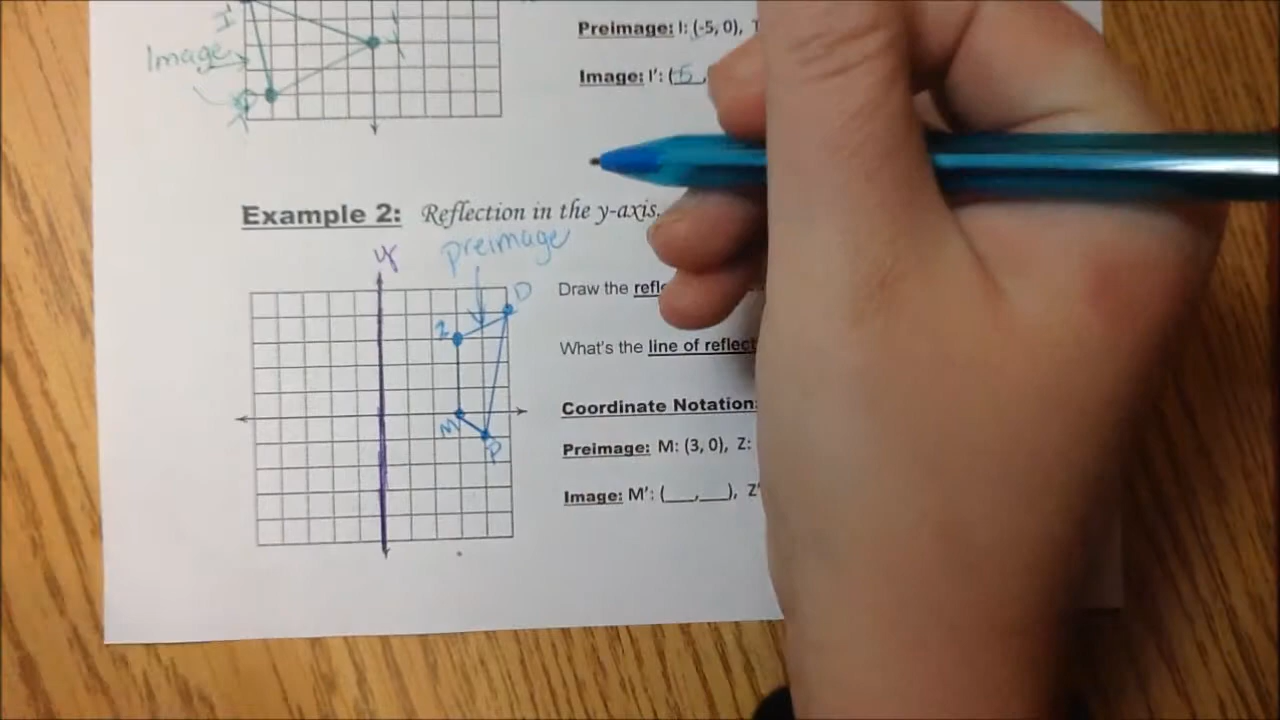 Preimage: I: (-5, 0),
Image
Image: I': (5,
Example 2: Reflection in the y-axis.
y
preimage
D
Draw the refle
Z
What's the line of reflect
Coordinate Notation:
M
P
Preimage: M: (3, 0), Z:
Image: M': (___,___), Z'